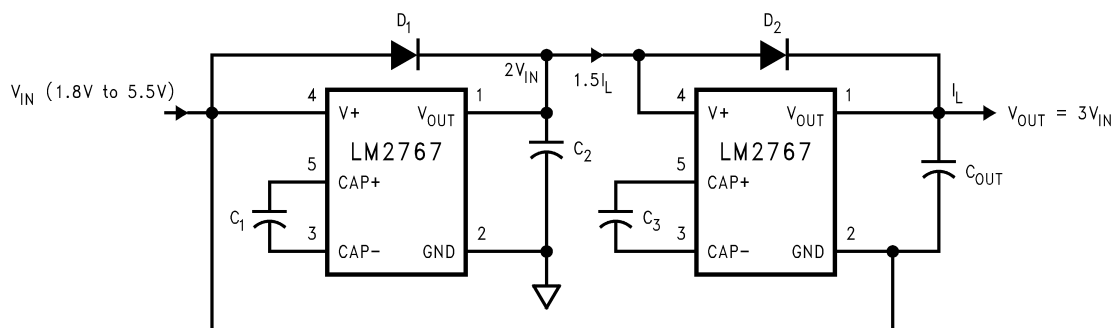 D1
D2
VIN (1.8V to 5.5V)
2VIN
1.5IL
IL
VOUT = 3VIN
4
V+
VOUT
1
LM2767
5
CAP+
C1
3
CAP-
GND
2
C2
4
V+
VOUT
1
LM2767
5
CAP+
C3
3
CAP-
GND
2
COUT